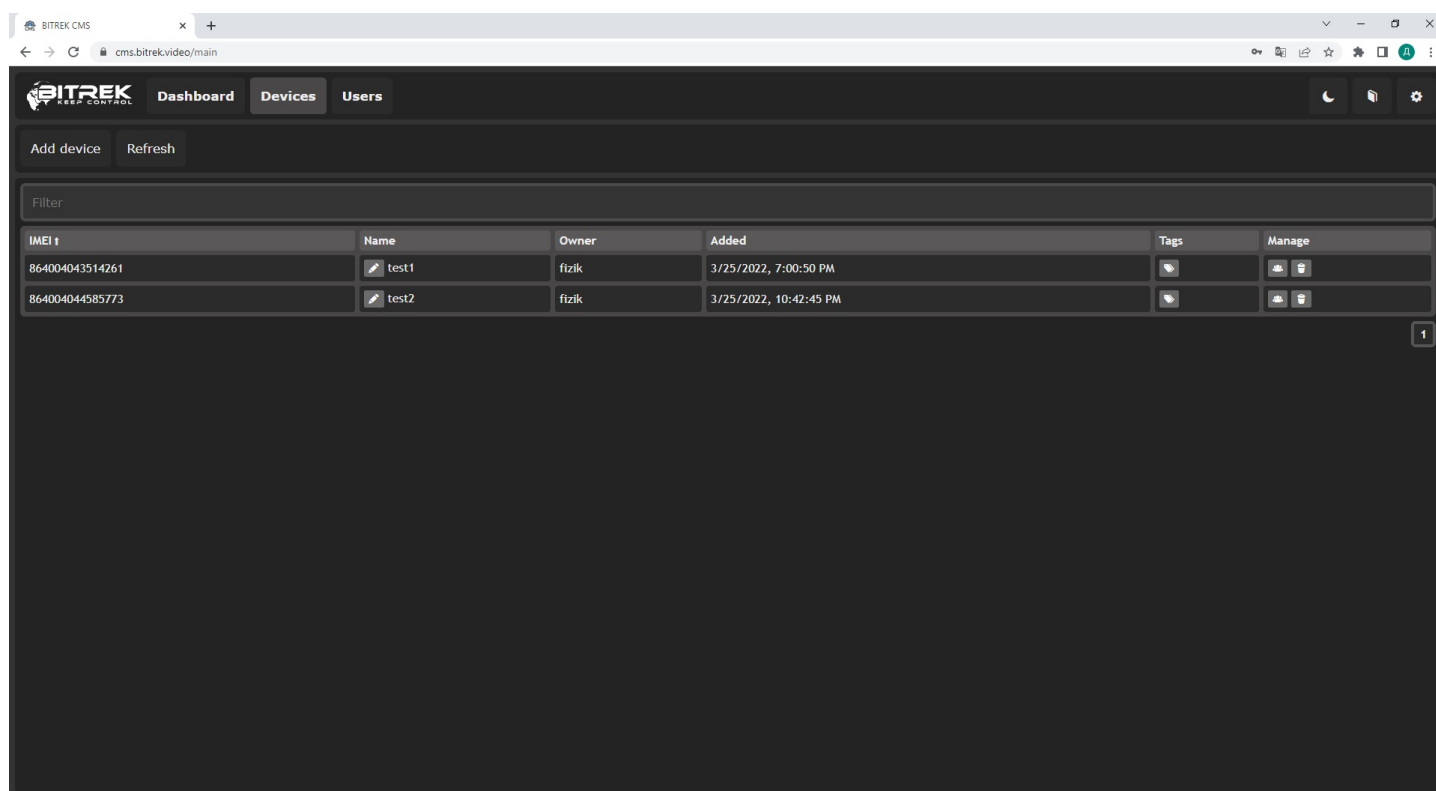 BITREK CMS
cms.bitrek.video/main
Д
BITREK
KEEP CONTROL
Dashboard Devices Users
Add device Refresh
Filter
IMEI↑ Name Owner Added Tags Manage
864004043514261 test1 fizik 3/25/2022, 7:00:50 PM
864004044585773 test2 fizik 3/25/2022, 10:42:45 PM
1